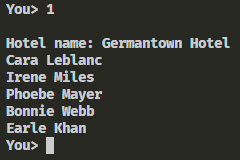 You> 1
Hotel name: Germantown Hotel
Cara Leblanc
Irene Miles
Phoebe Mayer
Bonnie Webb
Earle Khan
You>